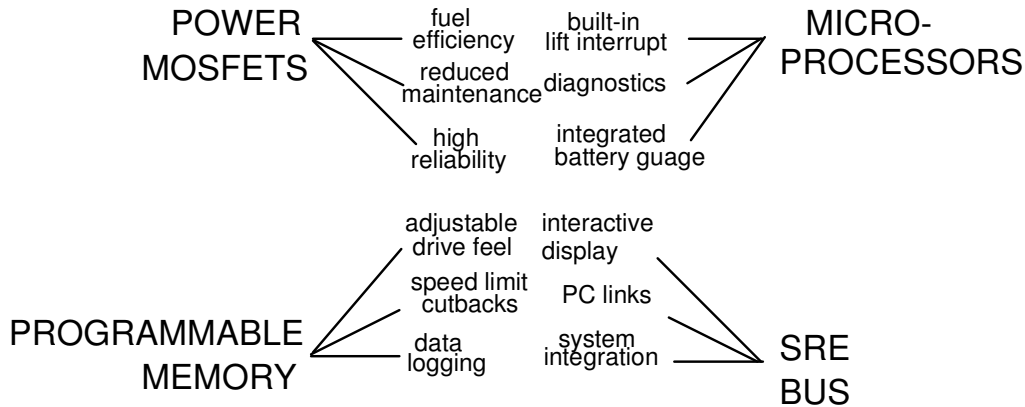 POWER
MOSFETS
fuel
efficiency
reduced
maintenance
high
reliability
built-in
lift interrupt
diagnostics
integrated
battery guage
MICRO-
PROCESSORS
PROGRAMMABLE
MEMORY
adjustable
drive feel
speed limit
cutbacks
data
logging
interactive
display
PC links
system
integration
SRE
BUS